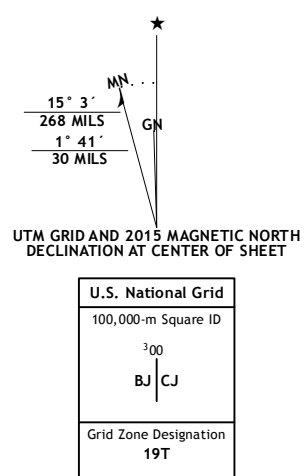 ★
MN
GN
15° 3´
268 MILS
1° 41´
30 MILS
UTM GRID AND 2015 MAGNETIC NORTH
DECLINATION AT CENTER OF SHEET
U.S. National Grid
100,000-m Square ID
³00
BJ CJ
Grid Zone Designation
19T